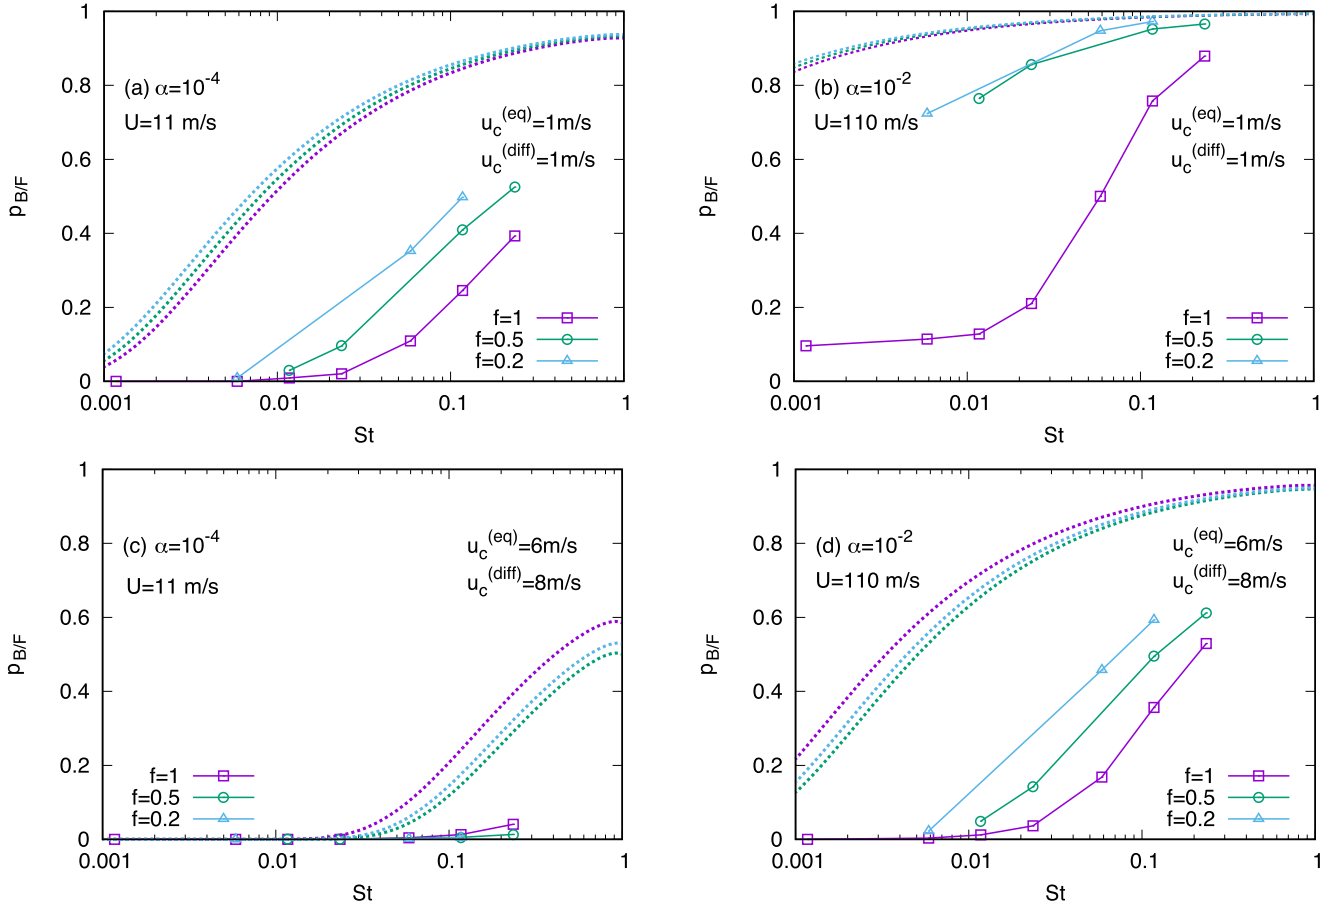 1
0.8
0.6
0.4
0.2
0
p_{B/F}
(a) α=10^{-4}
U=11 m/s
u_c^{(eq)}=1m/s
u_c^{(diff)}=1m/s
f=1
f=0.5
f=0.2
0.001
0.01
0.1
1
St
1
0.8
0.6
0.4
0.2
0
p_{B/F}
(b) α=10^{-2}
U=110 m/s
u_c^{(eq)}=1m/s
u_c^{(diff)}=1m/s
f=1
f=0.5
f=0.2
0.001
0.01
0.1
1
St
1
0.8
0.6
0.4
0.2
0
p_{B/F}
(c) α=10^{-4}
U=11 m/s
u_c^{(eq)}=6m/s
u_c^{(diff)}=8m/s
f=1
f=0.5
f=0.2
0.001
0.01
0.1
1
St
1
0.8
0.6
0.4
0.2
0
p_{B/F}
(d) α=10^{-2}
U=110 m/s
u_c^{(eq)}=6m/s
u_c^{(diff)}=8m/s
f=1
f=0.5
f=0.2
0.001
0.01
0.1
1
St